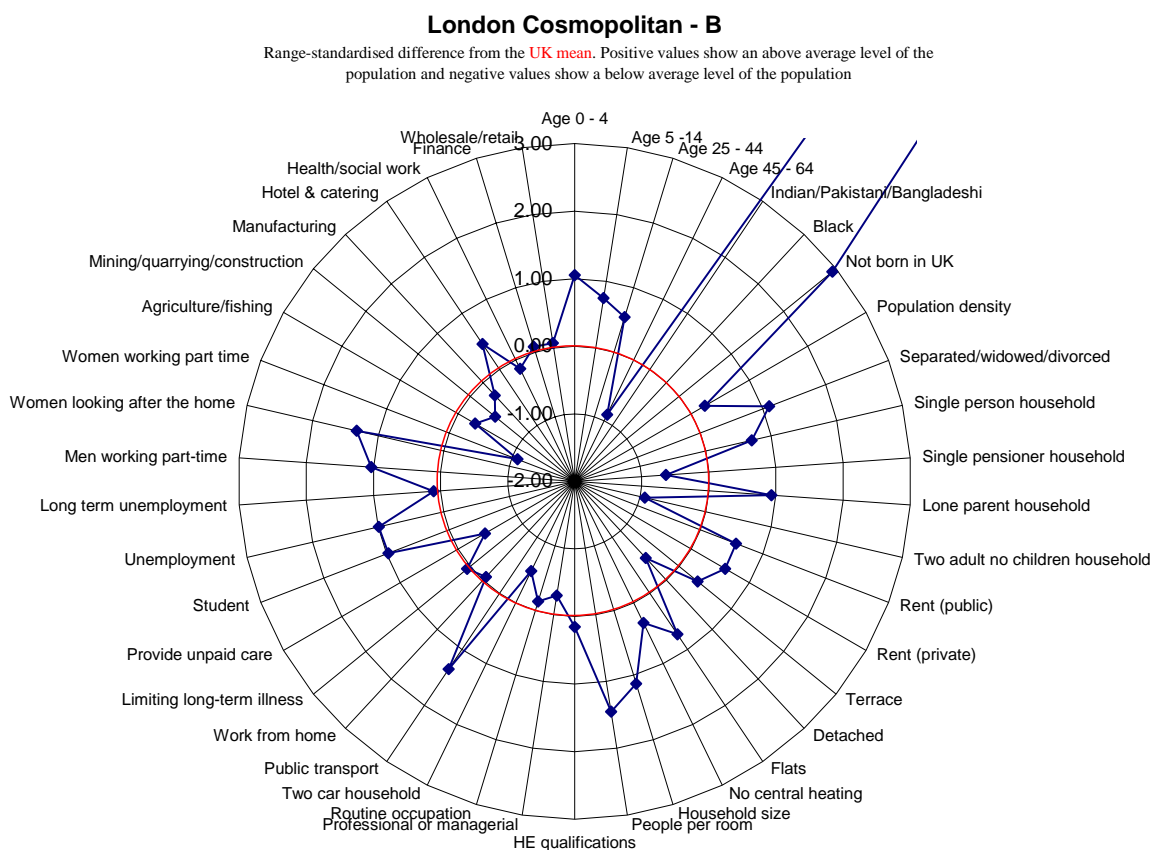 London Cosmopolitan - B
Range-standardised difference from the UK mean. Positive values show an above average level of the
population and negative values show a below average level of the population
Age 0 - 4
Age 5 -14
Age 25 - 44
Age 45 - 64
Indian/Pakistani/Bangladeshi
Black
Not born in UK
Population density
Separated/widowed/divorced
Single person household
Single pensioner household
Lone parent household
Two adult no children household
Rent (public)
Rent (private)
Terrace
Detached
Flats
No central heating
Household size
People per room
HE qualifications
Professional or managerial
Routine occupation
Two car household
Public transport
Work from home
Limiting long-term illness
Provide unpaid care
Student
Unemployment
Long term unemployment
Men working part-time
Women looking after the home
Women working part time
Agriculture/fishing
Mining/quarrying/construction
Manufacturing
Hotel & catering
Health/social work
Finance
Wholesale/retail
3.00
2.00
1.00
0.00
-1.00
-2.00